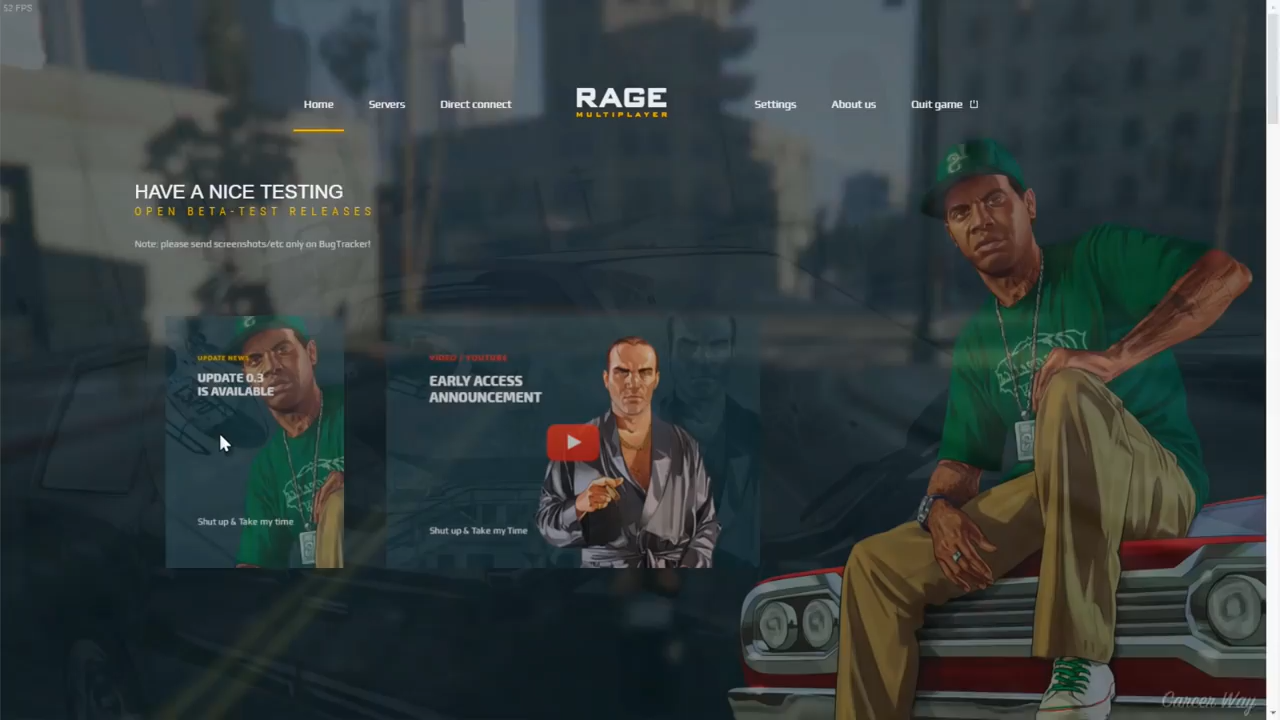 52 FPS
Home
Servers
Direct connect
RAGE
MULTIPLAYER
Settings
About us
Quit game
HAVE A NICE TESTING
OPEN BETA-TEST RELEASES
Note: please send screenshots/etc only on BugTracker!
UPDATE NEWS
UPDATE 0.3
IS AVAILABLE
Shut up & Take my time
VIDEO / YOUTUBE
EARLY ACCESS
ANNOUNCEMENT
Shut up & Take my Time
Career Way